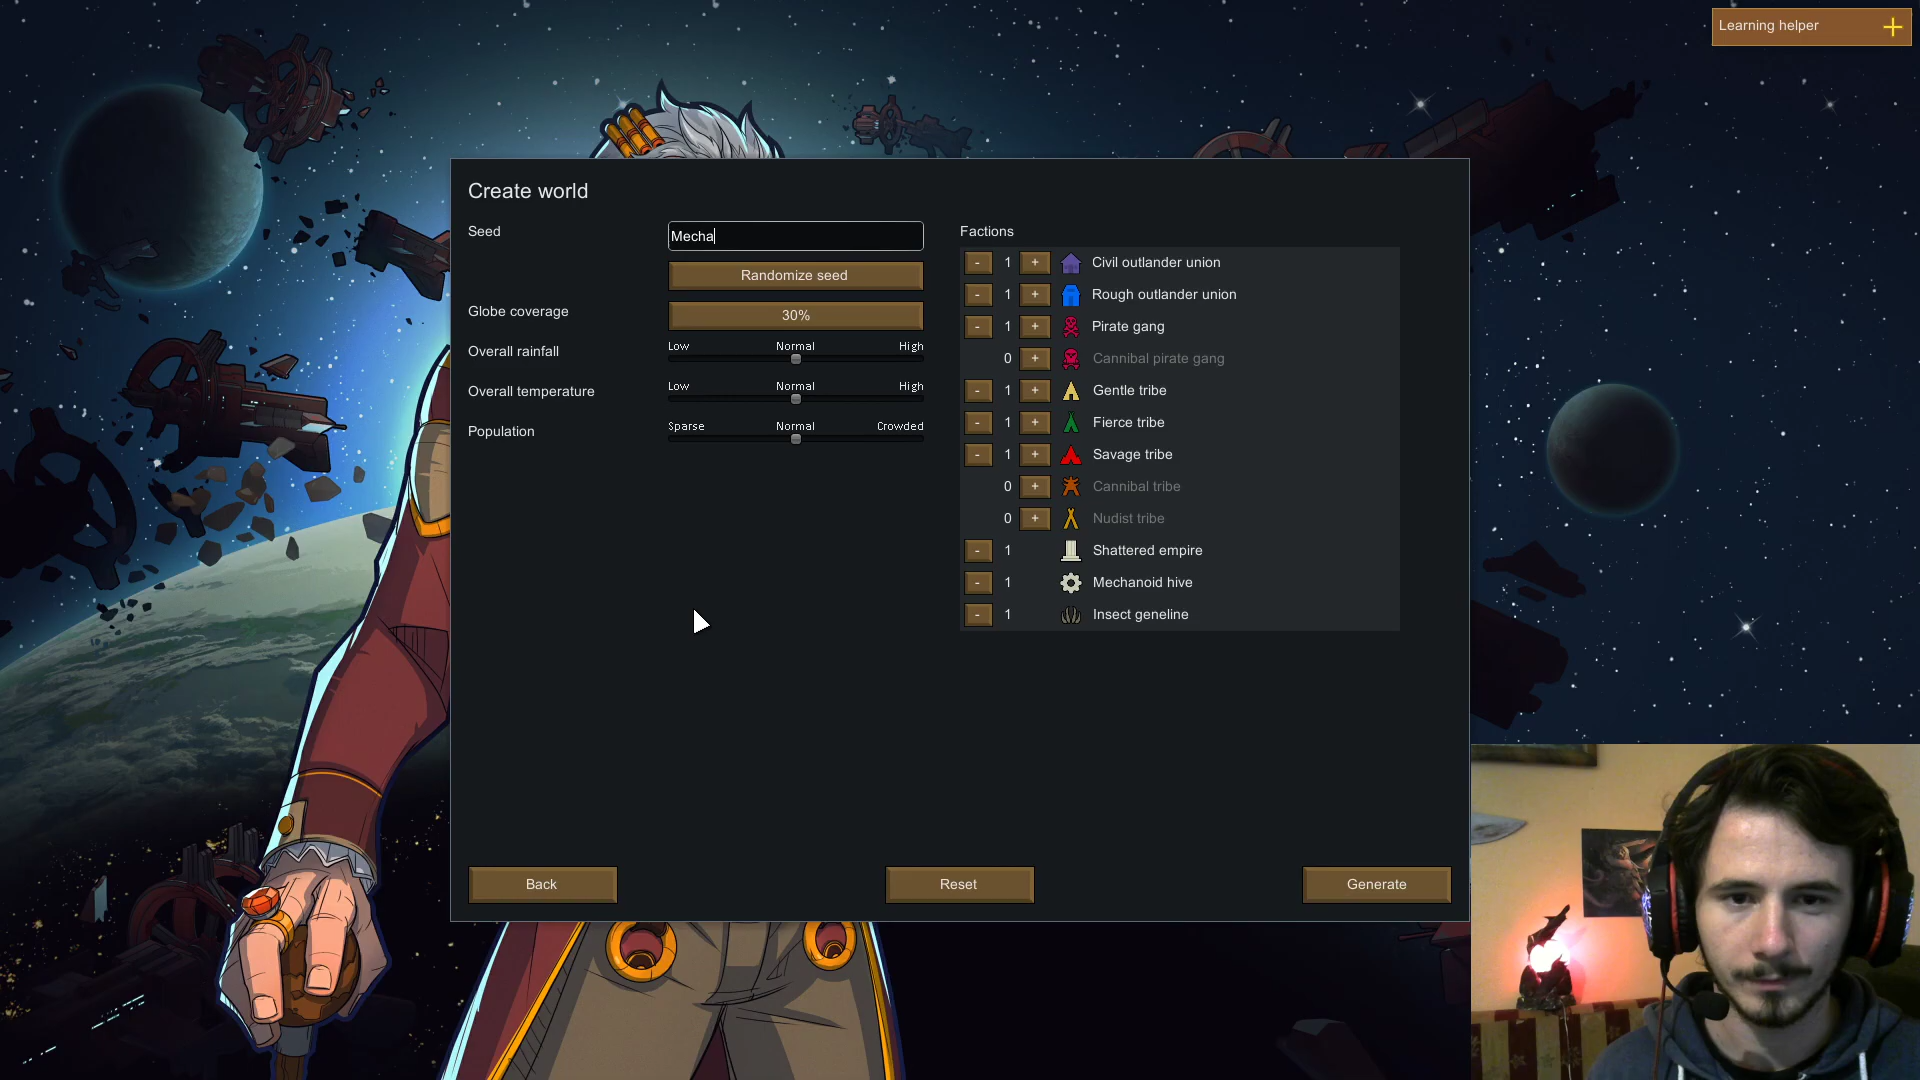 Learning helper
Create world
Seed
Mecha
Randomize seed
Globe coverage
30%
Overall rainfall
Low Normal High
Overall temperature
Low Normal High
Population
Sparse Normal Crowded
Factions
- 1 + Civil outlander union
- 1 + Rough outlander union
- 1 + Pirate gang
0 + Cannibal pirate gang
- 1 + Gentle tribe
- 1 + Fierce tribe
- 1 + Savage tribe
0 + Cannibal tribe
0 + Nudist tribe
- 1 Shattered empire
- 1 Mechanoid hive
- 1 Insect geneline
Back
Reset
Generate